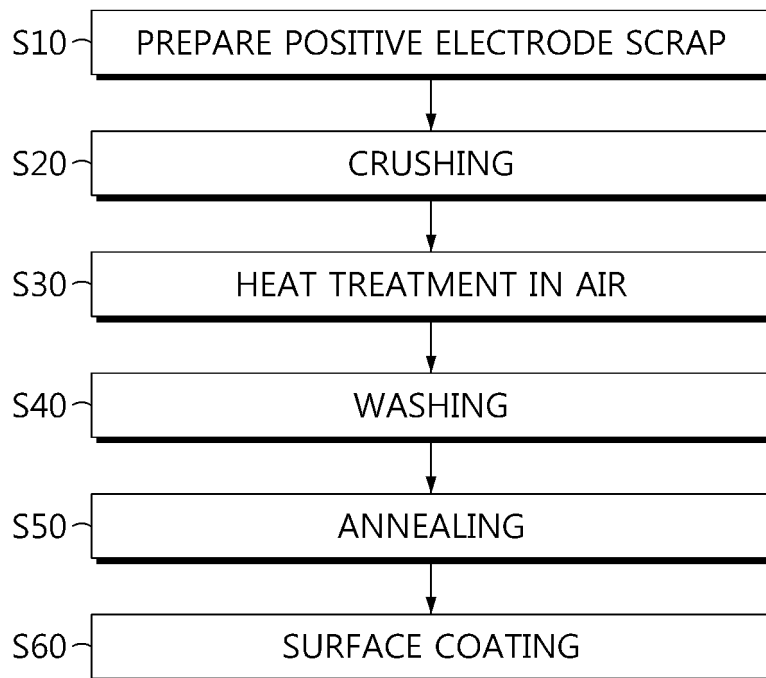 S10 PREPARE POSITIVE ELECTRODE SCRAP
S20 CRUSHING
S30 HEAT TREATMENT IN AIR
S40 WASHING
S50 ANNEALING
S60 SURFACE COATING